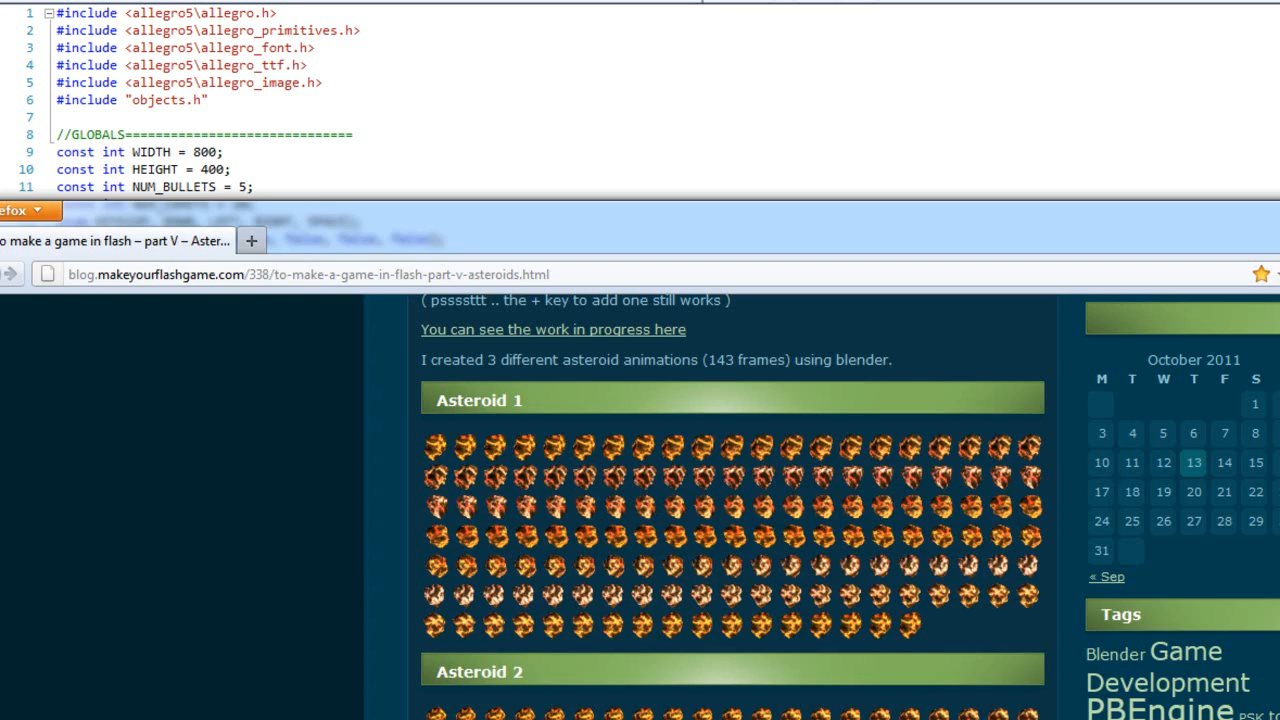 1 #include <allegro5\allegro.h>
2 #include <allegro5\allegro_primitives.h>
3 #include <allegro5\allegro_font.h>
4 #include <allegro5\allegro_ttf.h>
5 #include <allegro5\allegro_image.h>
6 #include "objects.h"
7
8 //GLOBALS==============================
9 const int WIDTH = 800;
10 const int HEIGHT = 400;
11 const int NUM_BULLETS = 5;
efox
o make a game in flash – part V – Aster...
blog.makeyourflashgame.com/338/to-make-a-game-in-flash-part-v-asteroids.html
( pssssttt .. the + key to add one still works )
You can see the work in progress here
I created 3 different asteroid animations (143 frames) using blender.
Asteroid 1
Asteroid 2
October 2011
M T W T F S
1
3 4 5 6 7 8
10 11 12 13 14 15
17 18 19 20 21 22
24 25 26 27 28 29
31
« Sep
Tags
Blender Game
Development
PBEngine PSK